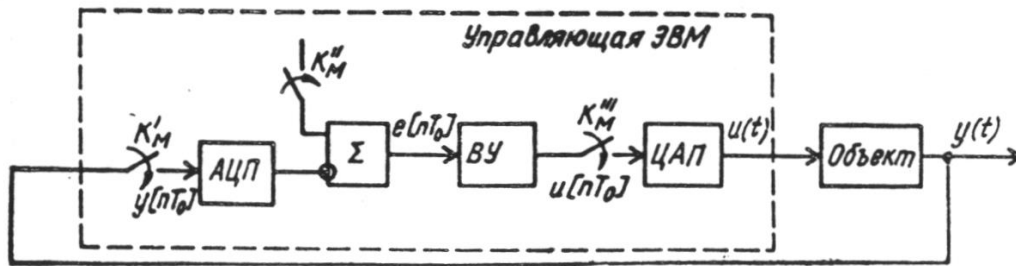 Управляющая ЭВМ
K''м
K'м
y[nT₀]
АЦП
Σ
e[nT₀]
ВУ
K'''м
u[nT₀]
ЦАП
u(t)
Объект
y(t)